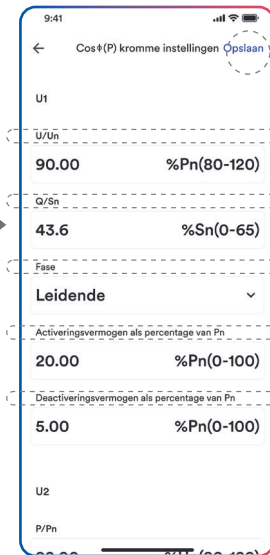 9:41
Cosɸ(P) kromme instellingen Opslaan
U1
U/Un
90.00 %Pn(80-120)
Q/Sn
43.6 %Sn(0-65)
Fase
Leidende
Activeringsvermogen als percentage van Pn
20.00 %Pn(0-100)
Deactiveringsvermogen als percentage van Pn
5.00 %Pn(0-100)
U2
P/Pn